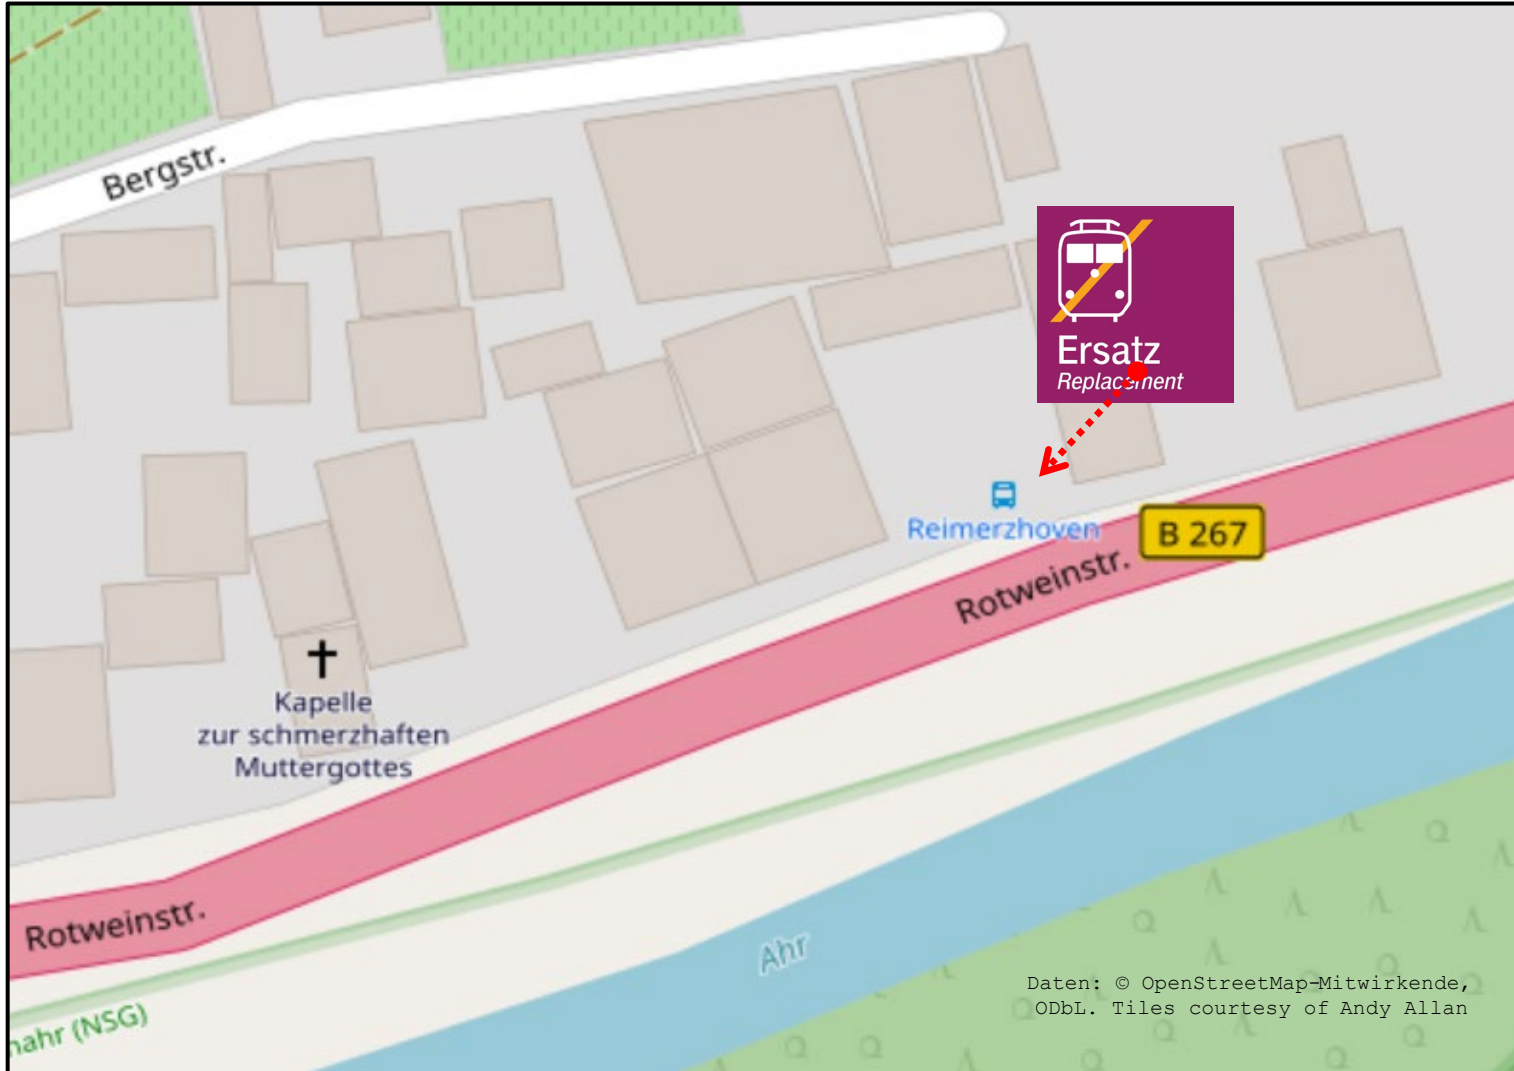 Bergstr.
Ersatz
Replacement
Reimerzhoven
B 267
Rotweinstr.
Kapelle
zur schmerzhaften
Muttergottes
Rotweinstr.
Ahr
Daten: © OpenStreetMap-Mitwirkende,
ODbL. Tiles courtesy of Andy Allan
nahr (NSG)